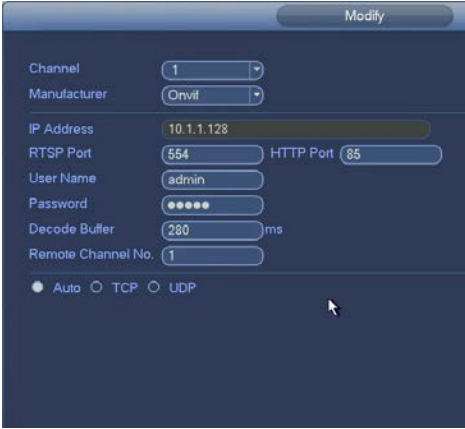 Modify
Channel 1
Manufacturer Onvif
IP Address 10.1.1.128
RTSP Port 554 HTTP Port 85
User Name admin
Password ●●●●●
Decode Buffer 280 ms
Remote Channel No. 1
Auto TCP UDP